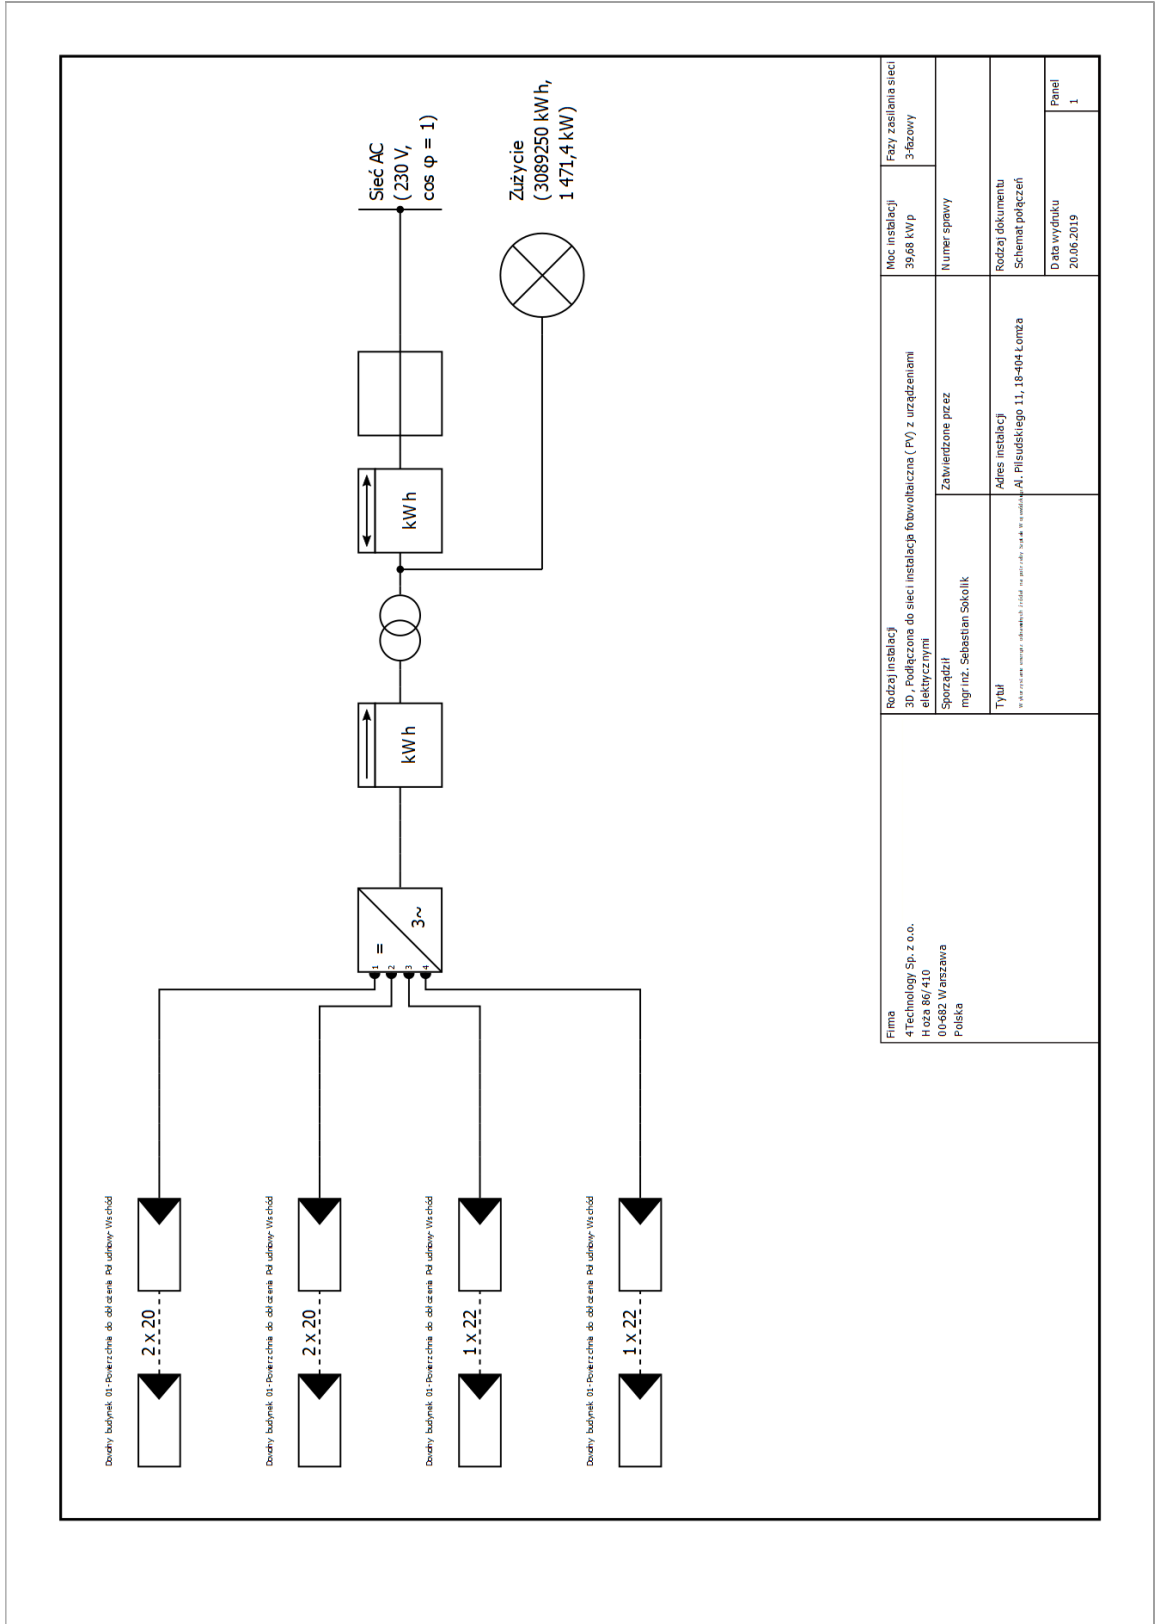 Sieć AC
( 230 V,
cos φ = 1)
Zużycie
(3089250 kWh,
1 471,4 kW)
kWh
kWh
=
3~
1
2
3
4
Dowolny budynek 01-Powierzchnia do obłożenia Południowy-Wschód
2 x 20
Dowolny budynek 01-Powierzchnia do obłożenia Południowy-Wschód
2 x 20
Dowolny budynek 01-Powierzchnia do obłożenia Południowy-Wschód
1 x 22
Dowolny budynek 01-Powierzchnia do obłożenia Południowy-Wschód
1 x 22
Firma
4Technology Sp. z o.o.
Hoża 86/410
00-682 Warszawa
Polska
Rodzaj instalacji
3D, Podłączona do sieci instalacja fotowoltaiczna (PV) z urządzeniami
elektrycznymi
Moc instalacji
39,68 kWp
Fazy zasilania sieci
3-fazowy
Sporządził
mgr inż. Sebastian Sokolik
Zatwierdzone przez
Numer sprawy
Tytuł
Adres instalacji
Al. Piłsudskiego 11, 18-404 Łomża
Rodzaj dokumentu
Schemat połączeń
Data wydruku
20.06.2019
Panel
1